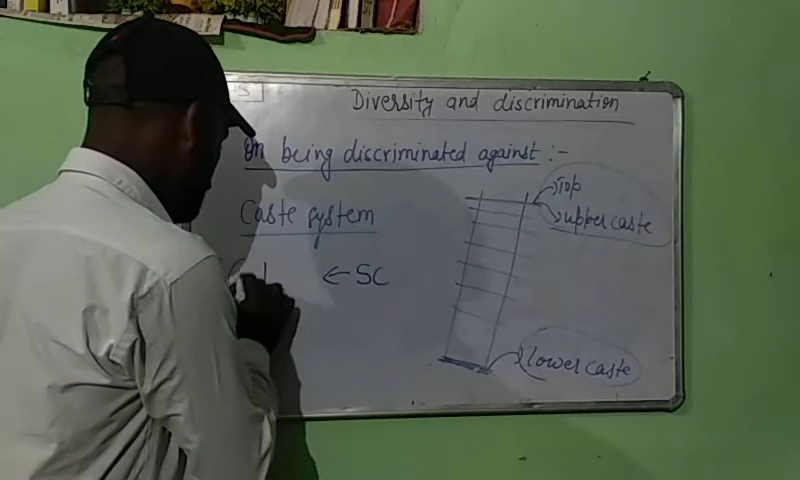 Diversity and discrimination
On being discriminated against :-
Top
Caste system
upper caste
← SC
Lower caste